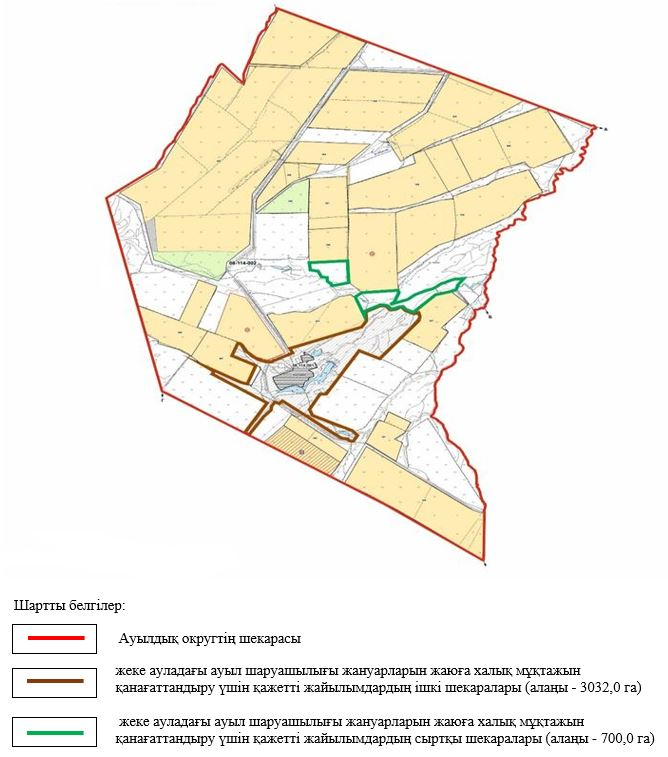 08-114-002
Шартты белгілер:
Ауылдық округтің шекарасы
жеке ауладағы ауыл шаруашылығы жануарларын жаюға халық мұқтажын
қанағаттандыру үшін қажетті жайылымдардың ішкі шекаралары (алаңы - 3032,0 га)
жеке ауладағы ауыл шаруашылығы жануарларын жаюға халық мұқтажын
қанағаттандыру үшін қажетті жайылымдардың сыртқы шекаралары (алаңы - 700,0 га)